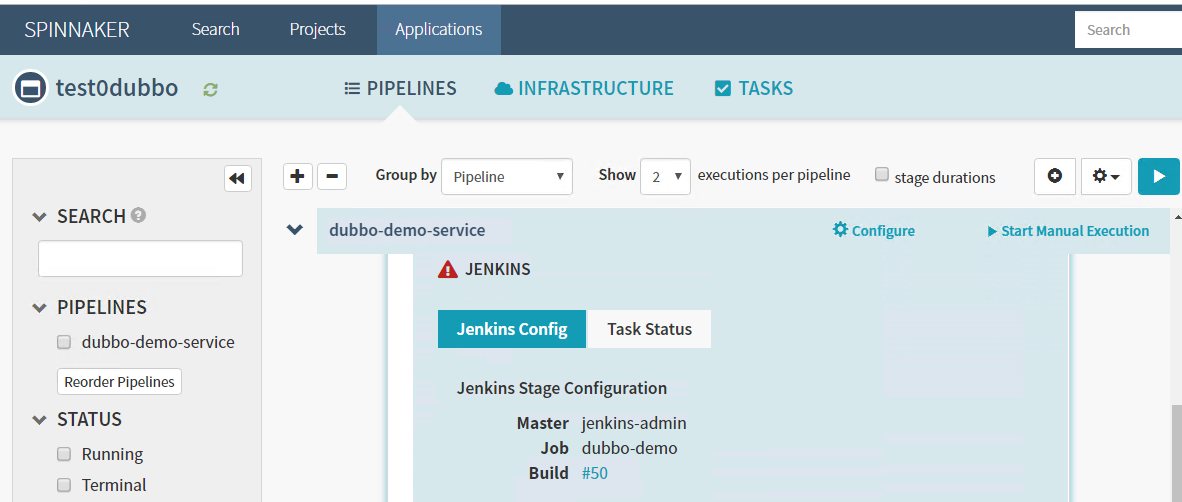 SPINNAKER Search Projects Applications Search
test0dubbo PIPELINES INFRASTRUCTURE TASKS
Group by Pipeline Show 2 executions per pipeline stage durations
SEARCH ?
PIPELINES
dubbo-demo-service
Reorder Pipelines
STATUS
Running
Terminal
dubbo-demo-service Configure Start Manual Execution
JENKINS
Jenkins Config Task Status
Jenkins Stage Configuration
Master jenkins-admin
Job dubbo-demo
Build #50